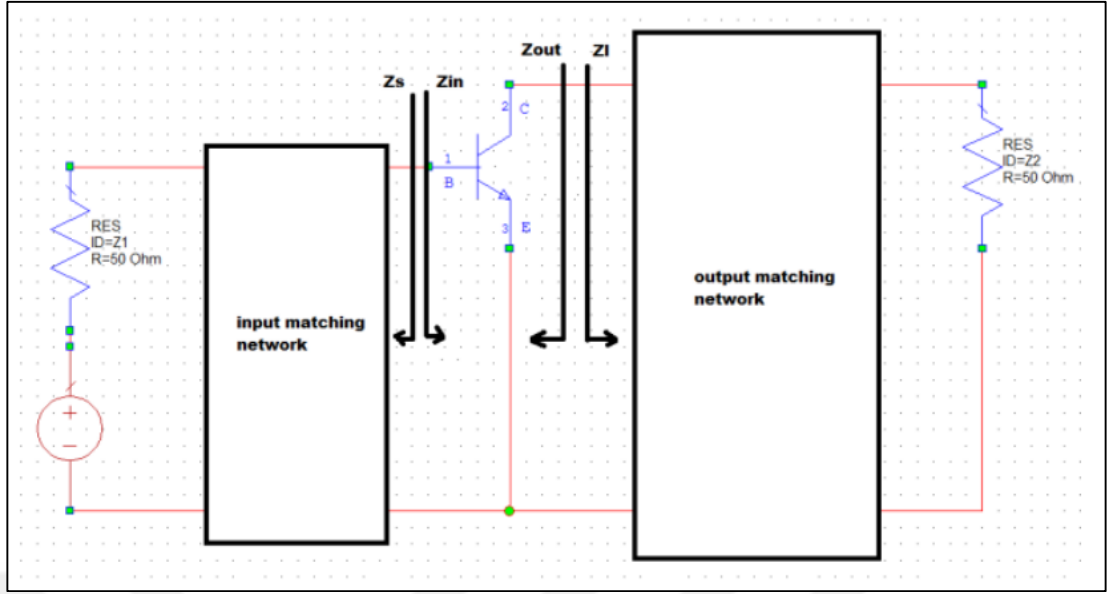 Zout Zl
Zs Zin
2 C
1
B
3 E
RES
ID=Z1
R=50 Ohm
RES
ID=Z2
R=50 Ohm
input matching
network
output matching
network
+
−